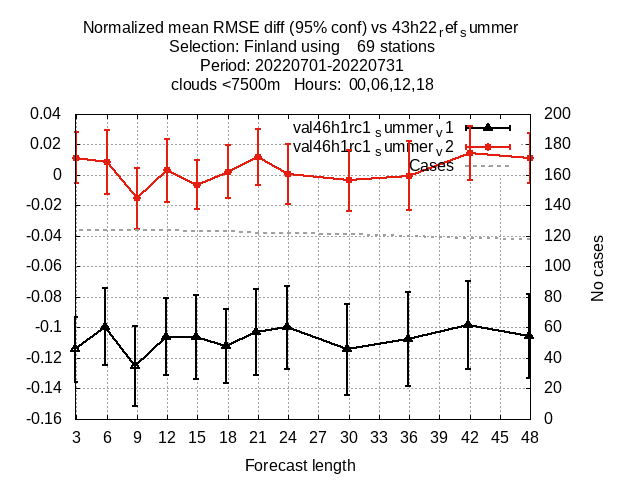 Normalized mean RMSE diff (95% conf) vs 43h22refsummer
Selection: Finland using 69 stations
Period: 20220701-20220731
clouds <7500m Hours: 00,06,12,18
0.04 200
val46h1rc1summerv1
0.02 180
val46h1rc1summerv2
Cases
0 160
-0.02 140
-0.04 120
-0.06 100
-0.08 80
-0.1 60
-0.12 40
-0.14 20
-0.16 0
No cases
3 6 9 12 15 18 21 24 27 30 33 36 39 42 45 48
Forecast length